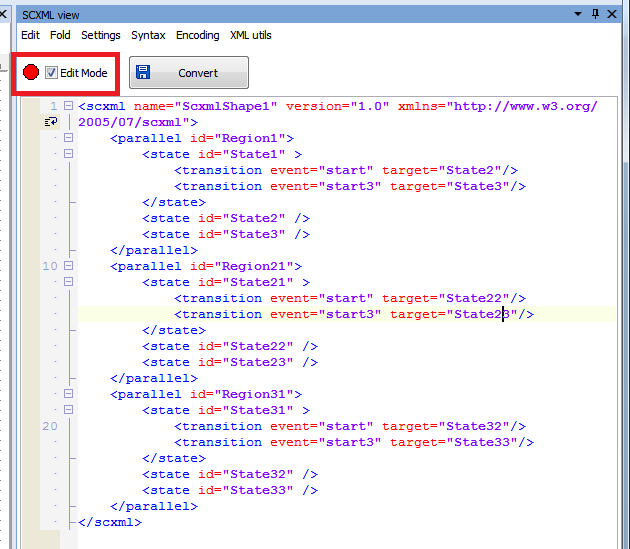 SCXML view
Edit Fold Settings Syntax Encoding XML utils
Edit Mode Convert
1 <scxml name="ScxmlShape1" version="1.0" xmlns="http://www.w3.org/
2005/07/scxml">
<parallel id="Region1">
<state id="State1" >
<transition event="start" target="State2"/>
<transition event="start3" target="State3"/>
</state>
<state id="State2" />
<state id="State3" />
</parallel>
10 <parallel id="Region21">
<state id="State21" >
<transition event="start" target="State22"/>
<transition event="start3" target="State23"/>
</state>
<state id="State22" />
<state id="State23" />
</parallel>
<parallel id="Region31">
<state id="State31" >
20 <transition event="start" target="State32"/>
<transition event="start3" target="State33"/>
</state>
<state id="State32" />
<state id="State33" />
</parallel>
</scxml>